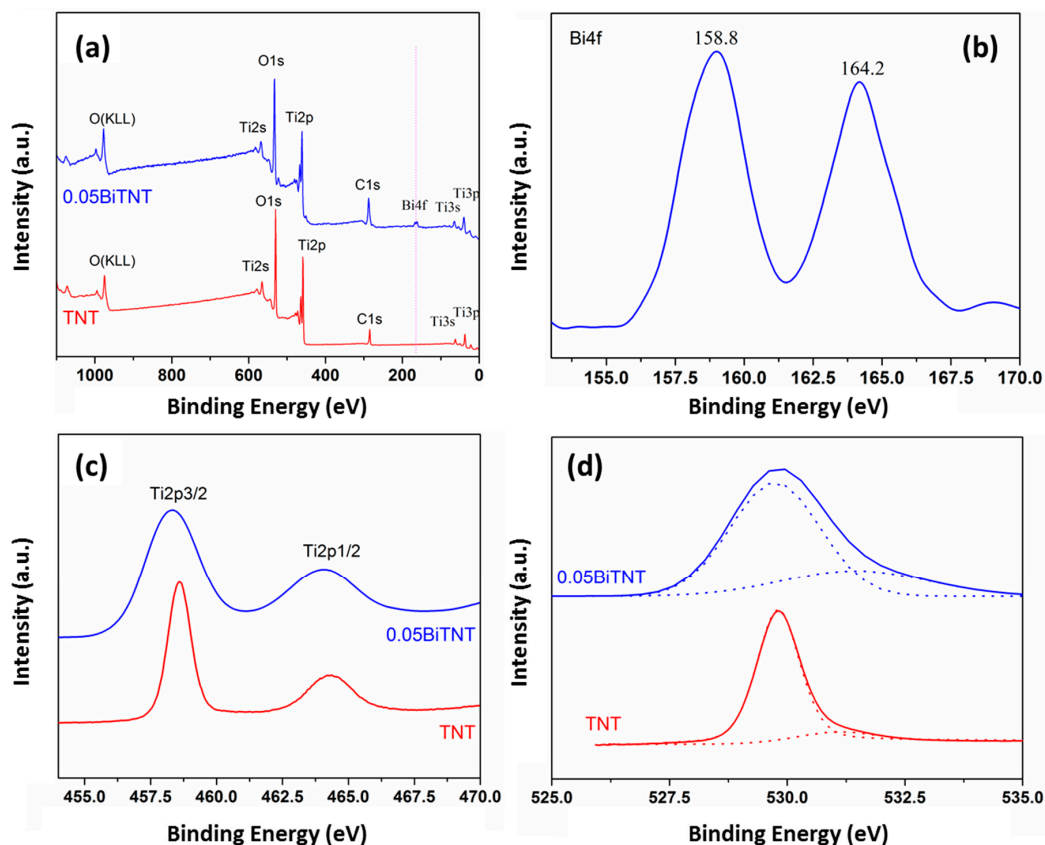 (a)
O(KLL)
Ti2s
O1s
Ti2p
C1s
Bi4f
Ti3s
Ti3p
0.05BiTNT
O(KLL)
Ti2s
O1s
Ti2p
C1s
Ti3s
Ti3p
TNT
Intensity (a.u.)
1000 800 600 400 200 0
Binding Energy (eV)
Bi4f
158.8
164.2
(b)
Intensity (a.u.)
155.0 157.5 160.0 162.5 165.0 167.5 170.0
Binding Energy (eV)
(c)
Ti2p3/2
Ti2p1/2
0.05BiTNT
TNT
Intensity (a.u.)
455.0 457.5 460.0 462.5 465.0 467.5 470.0
Binding Energy (eV)
(d)
0.05BiTNT
TNT
Intensity (a.u.)
525.0 527.5 530.0 532.5 535.0
Binding Energy (eV)